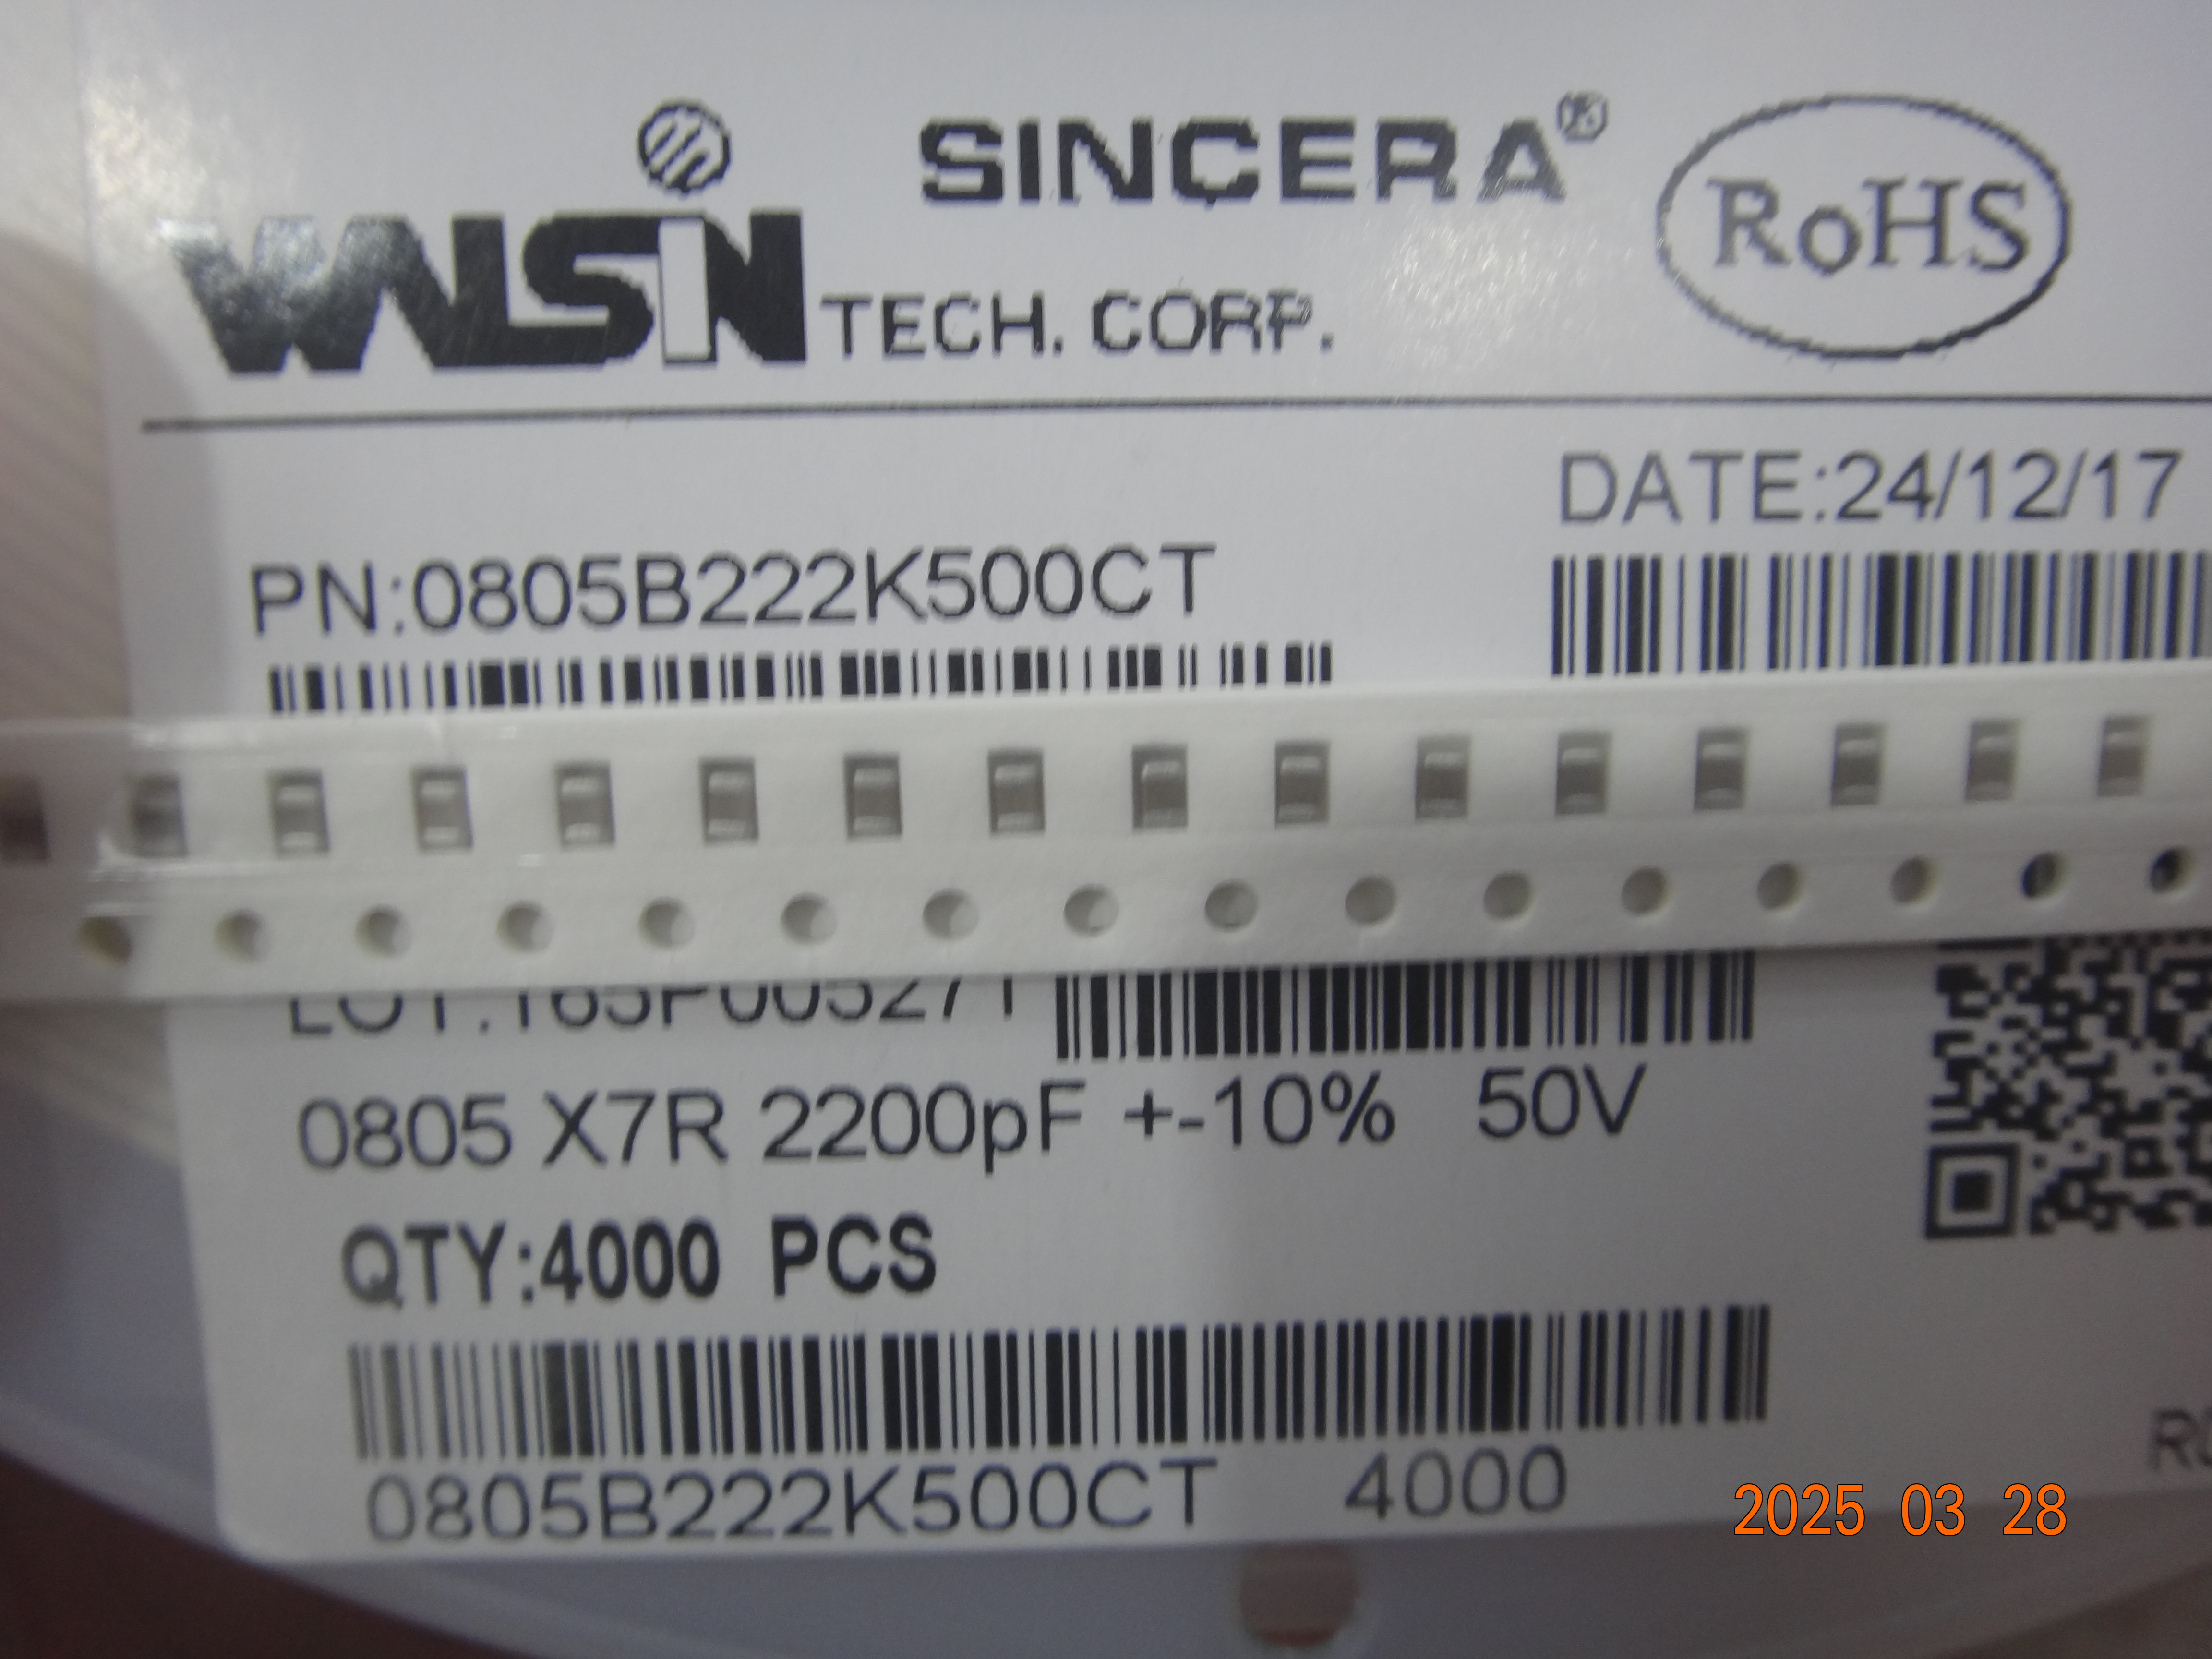 SINCERA®
RoHS
WALSIN TECH. CORP.
DATE:24/12/17
PN:0805B222K500CT
0805 X7R 2200pF +-10% 50V
QTY:4000 PCS
0805B222K500CT 4000
2025 03 28